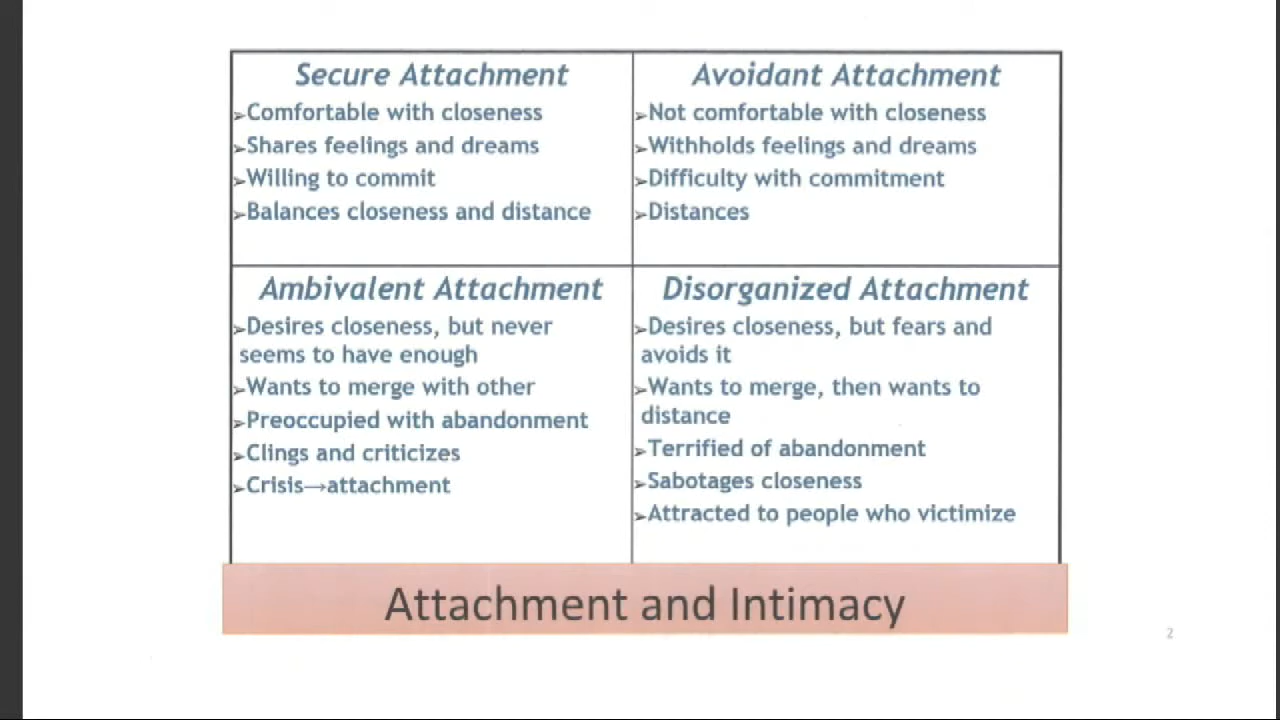 Secure Attachment
➢Comfortable with closeness
➢Shares feelings and dreams
➢Willing to commit
➢Balances closeness and distance
Avoidant Attachment
➢Not comfortable with closeness
➢Withholds feelings and dreams
➢Difficulty with commitment
➢Distances
Ambivalent Attachment
➢Desires closeness, but never
seems to have enough
➢Wants to merge with other
➢Preoccupied with abandonment
➢Clings and criticizes
➢Crisis→attachment
Disorganized Attachment
➢Desires closeness, but fears and
avoids it
➢Wants to merge, then wants to
distance
➢Terrified of abandonment
➢Sabotages closeness
➢Attracted to people who victimize
Attachment and Intimacy
2